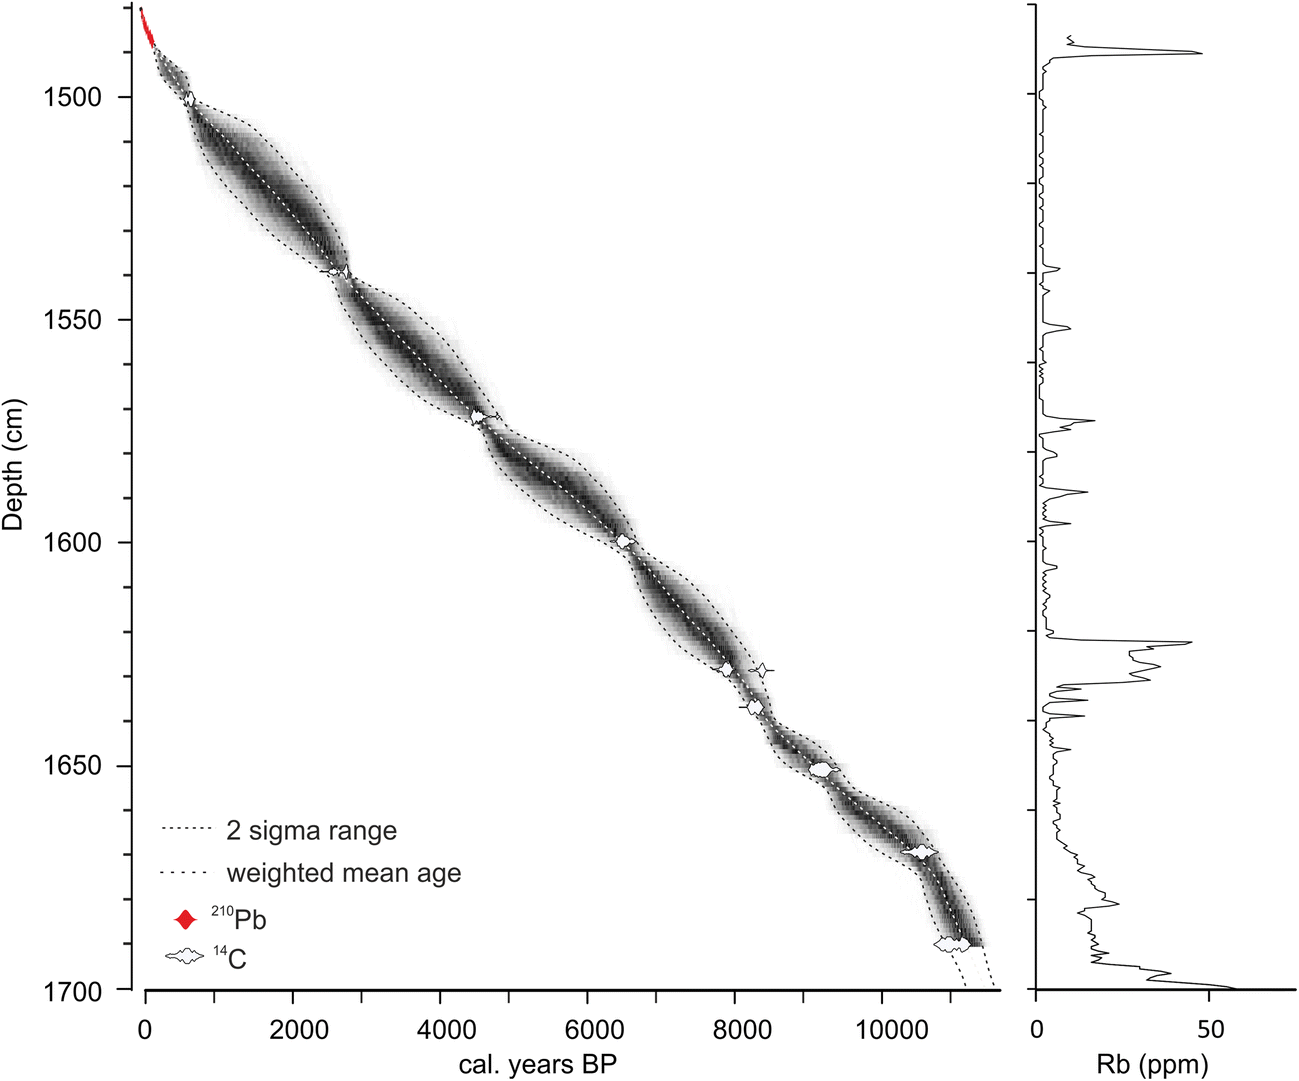 1500
1550
1600
1650
1700
Depth (cm)
2 sigma range
weighted mean age
210Pb
14C
0 2000 4000 6000 8000 10000
cal. years BP
0 50
Rb (ppm)